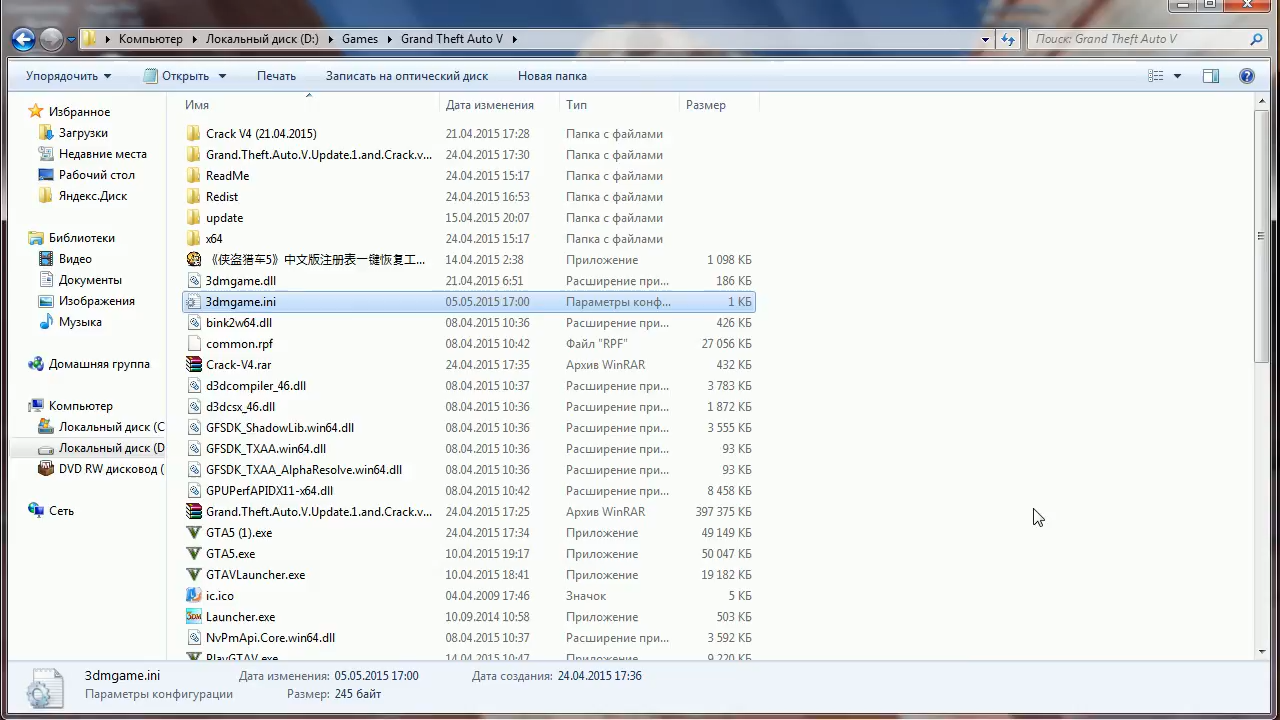 Компьютер Локальный диск (D:) Games Grand Theft Auto V Поиск: Grand Theft Auto V
Упорядочить Открыть Печать Записать на оптический диск Новая папка
Избранное
Загрузки
Недавние места
Рабочий стол
Яндекс.Диск
Библиотеки
Видео
Документы
Изображения
Музыка
Домашняя группа
Компьютер
Локальный диск (C
Локальный диск (D
DVD RW дисковод (
Сеть
Имя Дата изменения Тип Размер
Crack V4 (21.04.2015) 21.04.2015 17:28 Папка с файлами
Grand.Theft.Auto.V.Update.1.and.Crack.v... 24.04.2015 17:30 Папка с файлами
ReadMe 24.04.2015 15:17 Папка с файлами
Redist 24.04.2015 16:53 Папка с файлами
update 15.04.2015 20:07 Папка с файлами
x64 24.04.2015 15:17 Папка с файлами
《侠盗猎车5》中文版注册表一键恢复工... 14.04.2015 2:38 Приложение 1 098 КБ
3dmgame.dll 21.04.2015 6:51 Расширение при... 186 КБ
3dmgame.ini 05.05.2015 17:00 Параметры конф... 1 КБ
bink2w64.dll 08.04.2015 10:36 Расширение при... 426 КБ
common.rpf 08.04.2015 10:42 Файл "RPF" 27 056 КБ
Crack-V4.rar 24.04.2015 17:35 Архив WinRAR 432 КБ
d3dcompiler_46.dll 08.04.2015 10:37 Расширение при... 3 783 КБ
d3dcsx_46.dll 08.04.2015 10:36 Расширение при... 1 872 КБ
GFSDK_ShadowLib.win64.dll 08.04.2015 10:36 Расширение при... 3 555 КБ
GFSDK_TXAA.win64.dll 08.04.2015 10:36 Расширение при... 93 КБ
GFSDK_TXAA_AlphaResolve.win64.dll 08.04.2015 10:36 Расширение при... 93 КБ
GPUPerfAPIDX11-x64.dll 08.04.2015 10:42 Расширение при... 8 458 КБ
Grand.Theft.Auto.V.Update.1.and.Crack.v... 24.04.2015 17:25 Архив WinRAR 397 375 КБ
GTA5 (1).exe 24.04.2015 17:34 Приложение 49 149 КБ
GTA5.exe 10.04.2015 19:17 Приложение 50 047 КБ
GTAVLauncher.exe 10.04.2015 18:41 Приложение 19 182 КБ
ic.ico 04.04.2009 17:46 Значок 5 КБ
Launcher.exe 10.09.2014 10:58 Приложение 503 КБ
NvPmApi.Core.win64.dll 08.04.2015 10:37 Расширение при... 3 592 КБ
PlayGTAV.exe 14.04.2015 10:47 Приложение 9 220 КБ
3dmgame.ini Дата изменения: 05.05.2015 17:00 Дата создания: 24.04.2015 17:36
Параметры конфигурации Размер: 245 байт